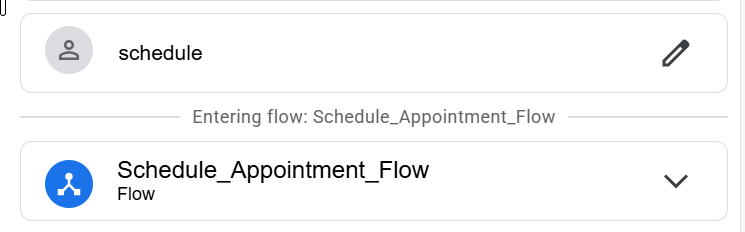 schedule
Entering flow: Schedule_Appointment_Flow
Schedule_Appointment_Flow
Flow